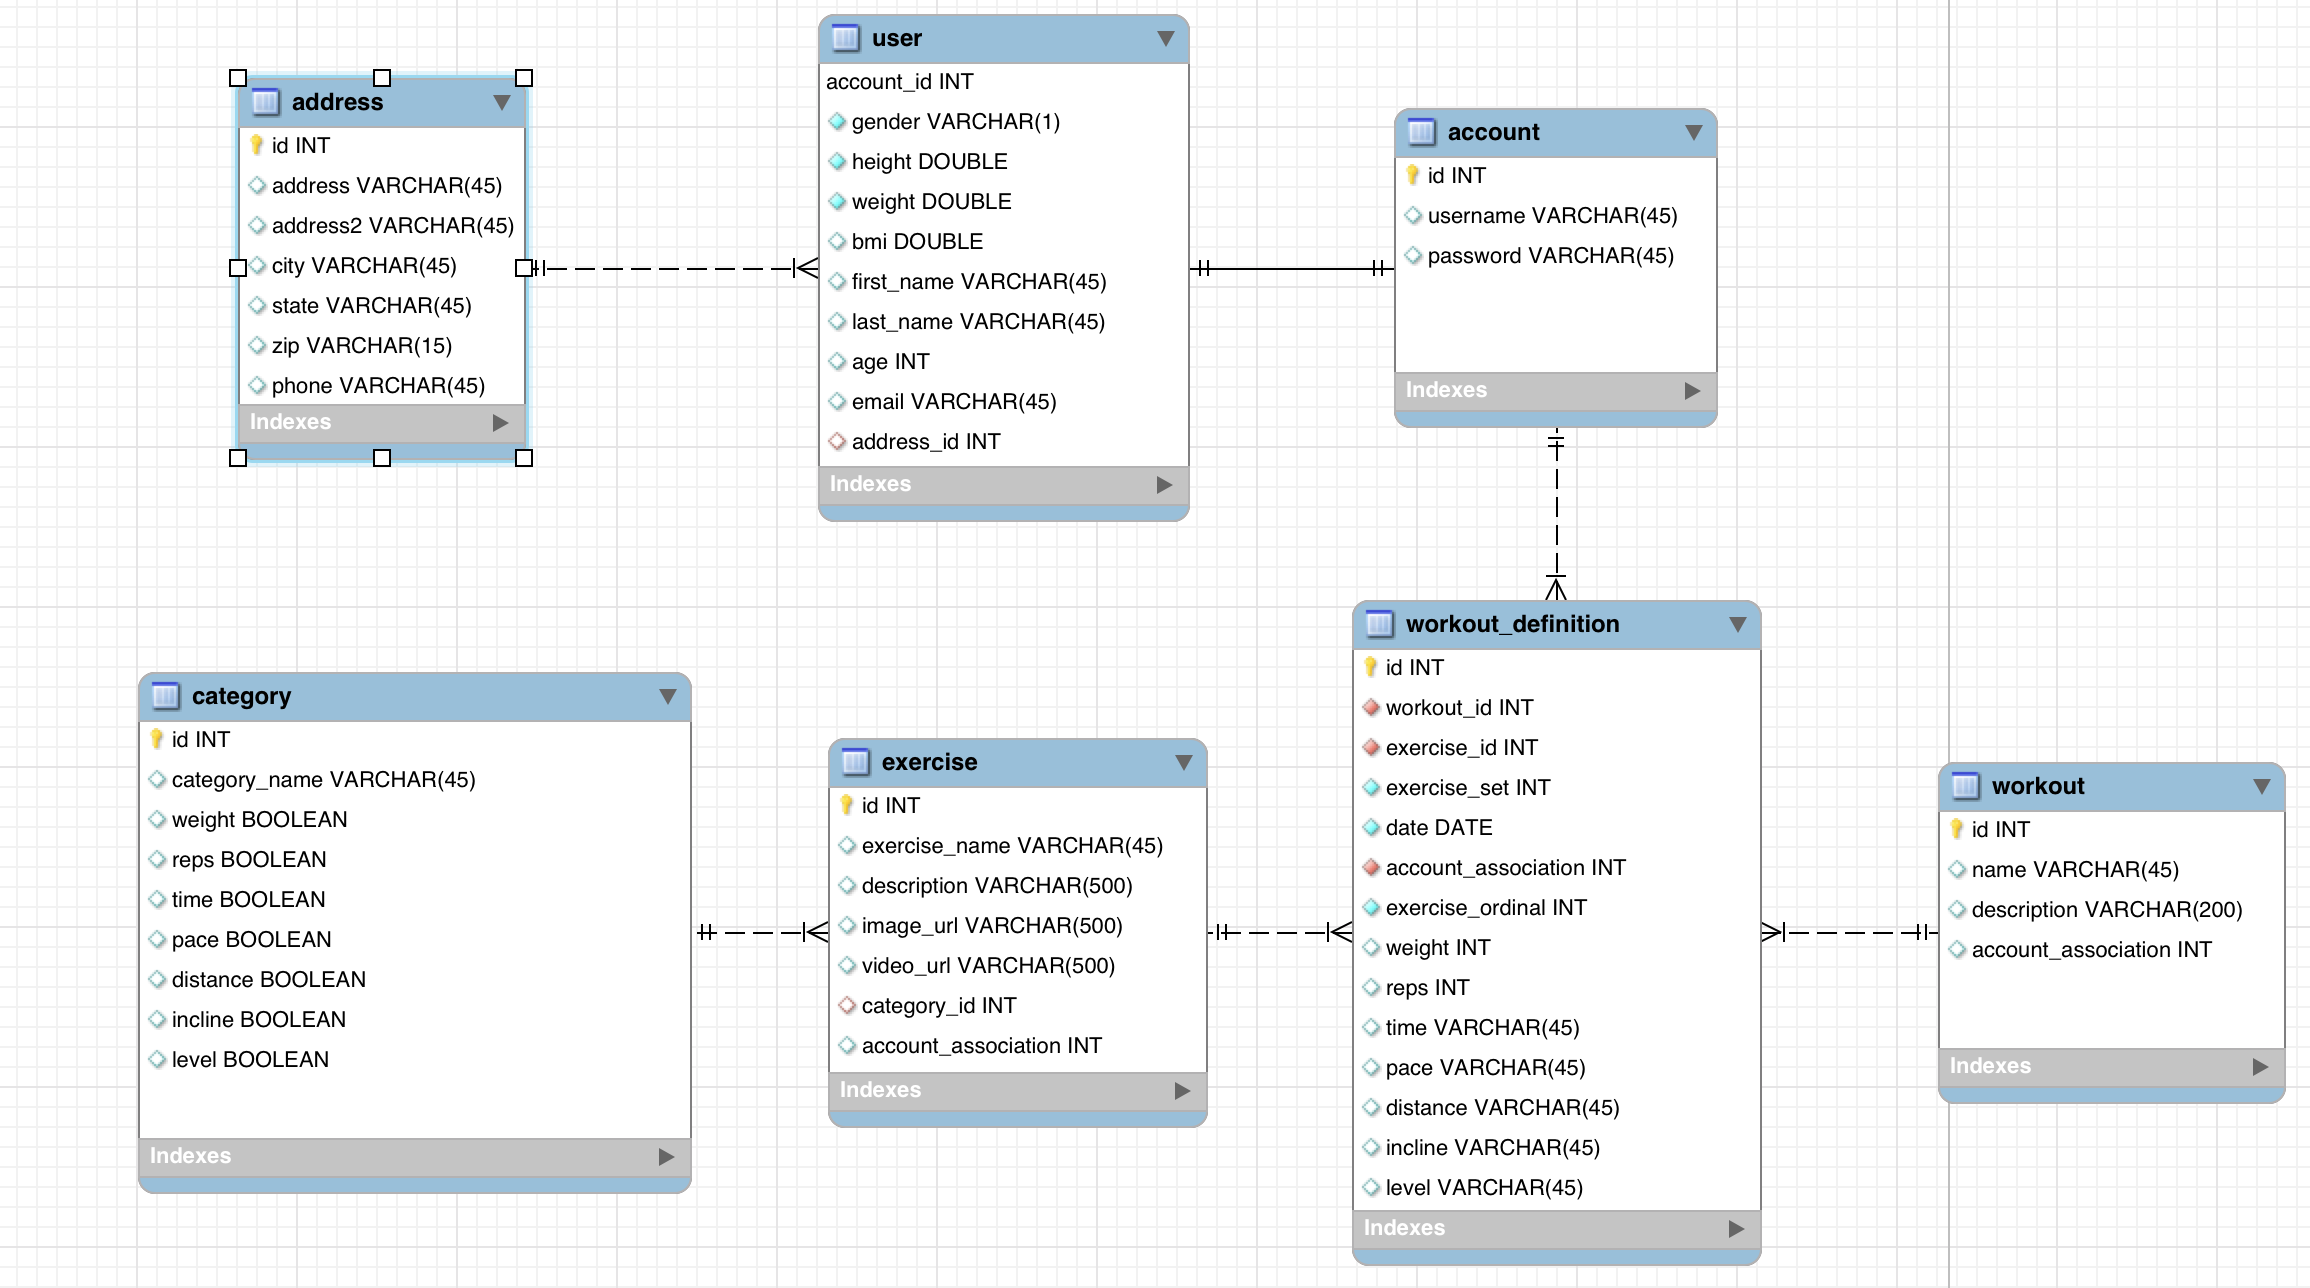 address
id INT
address VARCHAR(45)
address2 VARCHAR(45)
city VARCHAR(45)
state VARCHAR(45)
zip VARCHAR(15)
phone VARCHAR(45)
Indexes
user
account_id INT
gender VARCHAR(1)
height DOUBLE
weight DOUBLE
bmi DOUBLE
first_name VARCHAR(45)
last_name VARCHAR(45)
age INT
email VARCHAR(45)
address_id INT
Indexes
account
id INT
username VARCHAR(45)
password VARCHAR(45)
Indexes
category
id INT
category_name VARCHAR(45)
weight BOOLEAN
reps BOOLEAN
time BOOLEAN
pace BOOLEAN
distance BOOLEAN
incline BOOLEAN
level BOOLEAN
Indexes
exercise
id INT
exercise_name VARCHAR(45)
description VARCHAR(500)
image_url VARCHAR(500)
video_url VARCHAR(500)
category_id INT
account_association INT
Indexes
workout_definition
id INT
workout_id INT
exercise_id INT
exercise_set INT
date DATE
account_association INT
exercise_ordinal INT
weight INT
reps INT
time VARCHAR(45)
pace VARCHAR(45)
distance VARCHAR(45)
incline VARCHAR(45)
level VARCHAR(45)
Indexes
workout
id INT
name VARCHAR(45)
description VARCHAR(200)
account_association INT
Indexes